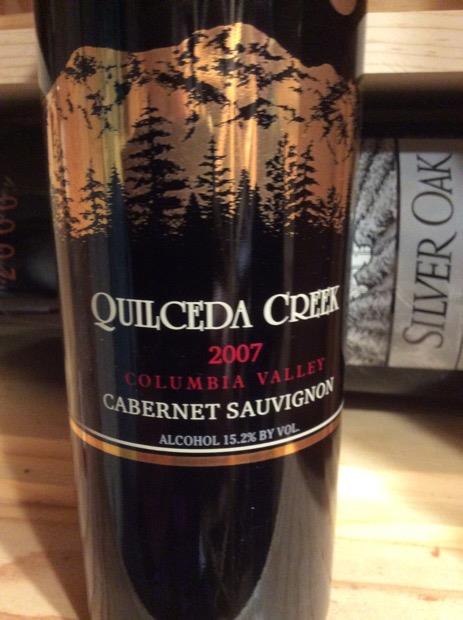 QUILCEDA CREEK
2007
COLUMBIA VALLEY
CABERNET SAUVIGNON
ALCOHOL 15.2% BY VOL.
SILVER OAK